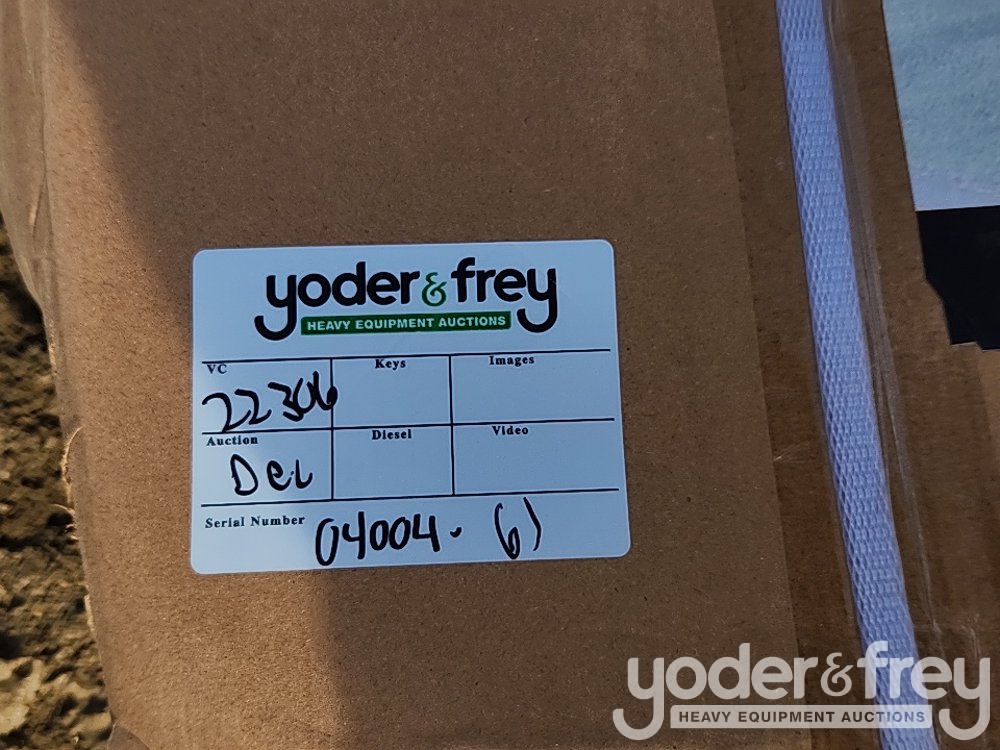 yoder & frey
HEAVY EQUIPMENT AUCTIONS
VC Keys Images
22306
Auction Diesel Video
Dec
Serial Number 04004. 61
yoder & frey
HEAVY EQUIPMENT AUCTIONS